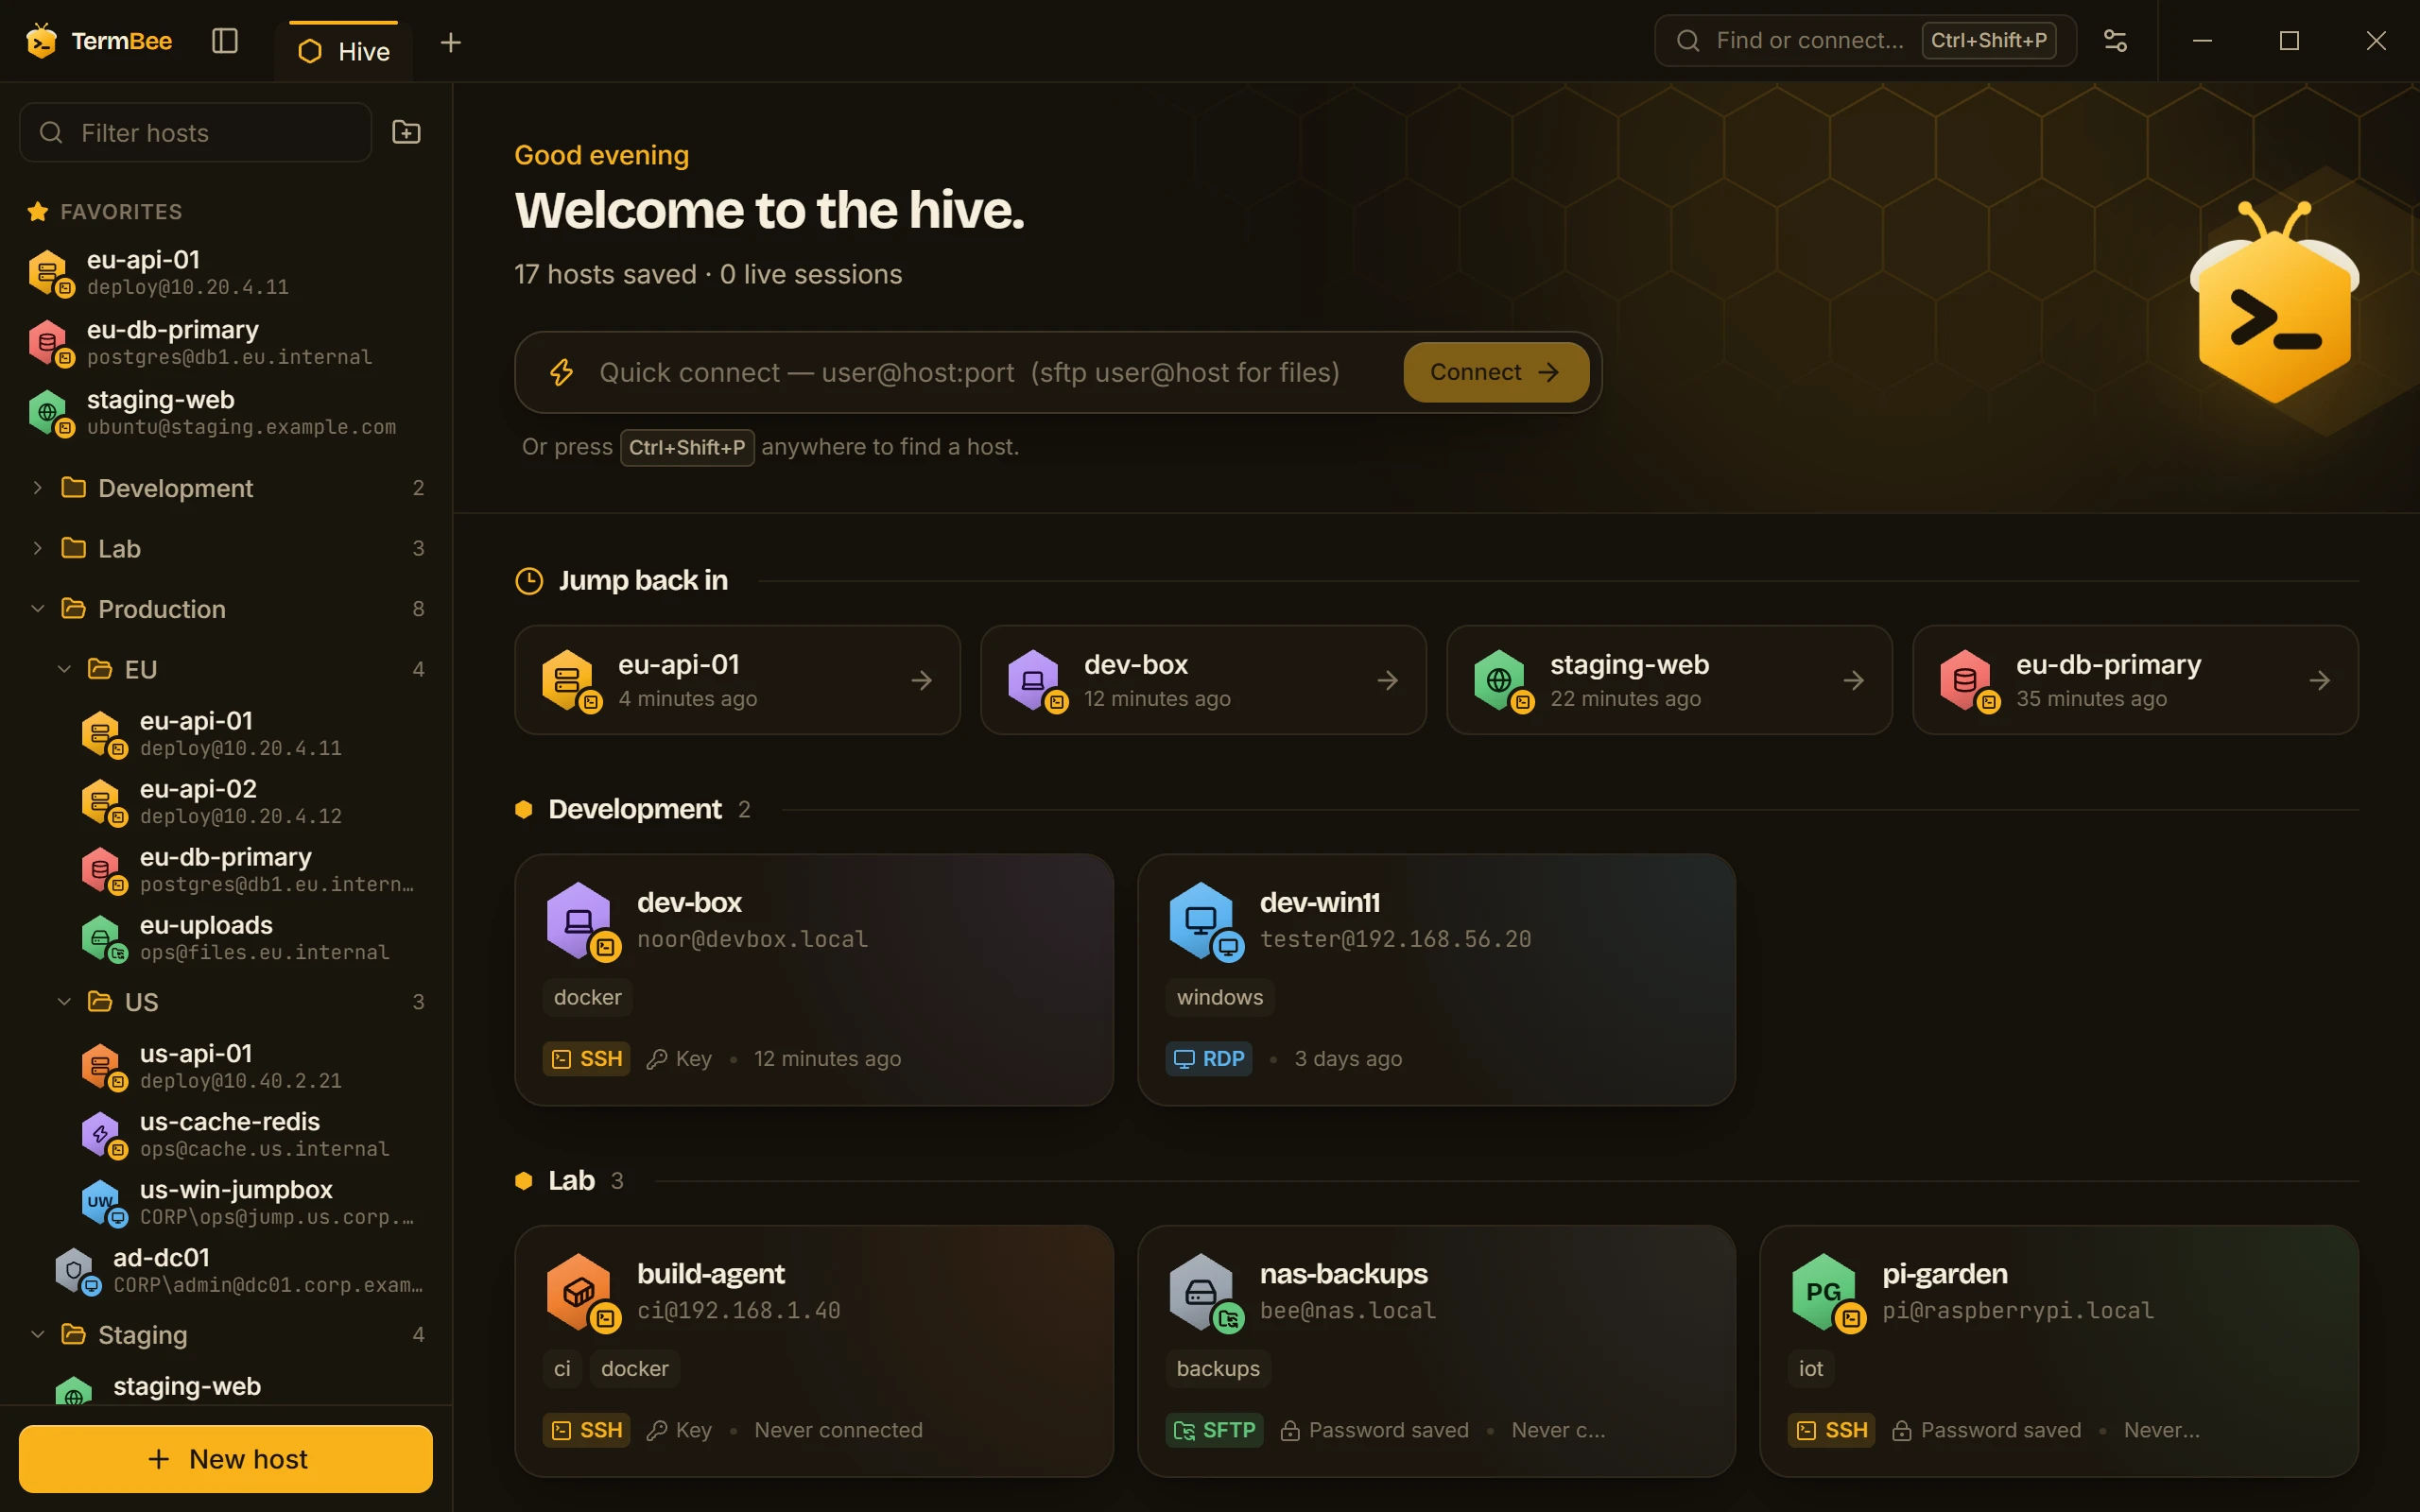 TermBee
Hive
Find or connect... Ctrl+Shift+P
Filter hosts
FAVORITES
eu-api-01
deploy@10.20.4.11
eu-db-primary
postgres@db1.eu.internal
staging-web
ubuntu@staging.example.com
Development 2
Lab 3
Production 8
EU 4
eu-api-01
deploy@10.20.4.11
eu-api-02
deploy@10.20.4.12
eu-db-primary
postgres@db1.eu.intern…
eu-uploads
ops@files.eu.internal
US 3
us-api-01
deploy@10.40.2.21
us-cache-redis
ops@cache.us.internal
UW
us-win-jumpbox
CORP\ops@jump.us.corp.…
ad-dc01
CORP\admin@dc01.corp.exam…
Staging 4
staging-web
New host
Good evening
Welcome to the hive.
17 hosts saved · 0 live sessions
Quick connect — user@host:port (sftp user@host for files)
Connect
Or press Ctrl+Shift+P anywhere to find a host.
Jump back in
eu-api-01
4 minutes ago
dev-box
12 minutes ago
staging-web
22 minutes ago
eu-db-primary
35 minutes ago
Development 2
dev-box
noor@devbox.local
docker
SSH Key • 12 minutes ago
dev-win11
tester@192.168.56.20
windows
RDP • 3 days ago
Lab 3
build-agent
ci@192.168.1.40
ci docker
SSH Key • Never connected
nas-backups
bee@nas.local
backups
SFTP Password saved • Never c...
PG
pi-garden
pi@raspberrypi.local
iot
SSH Password saved • Never...